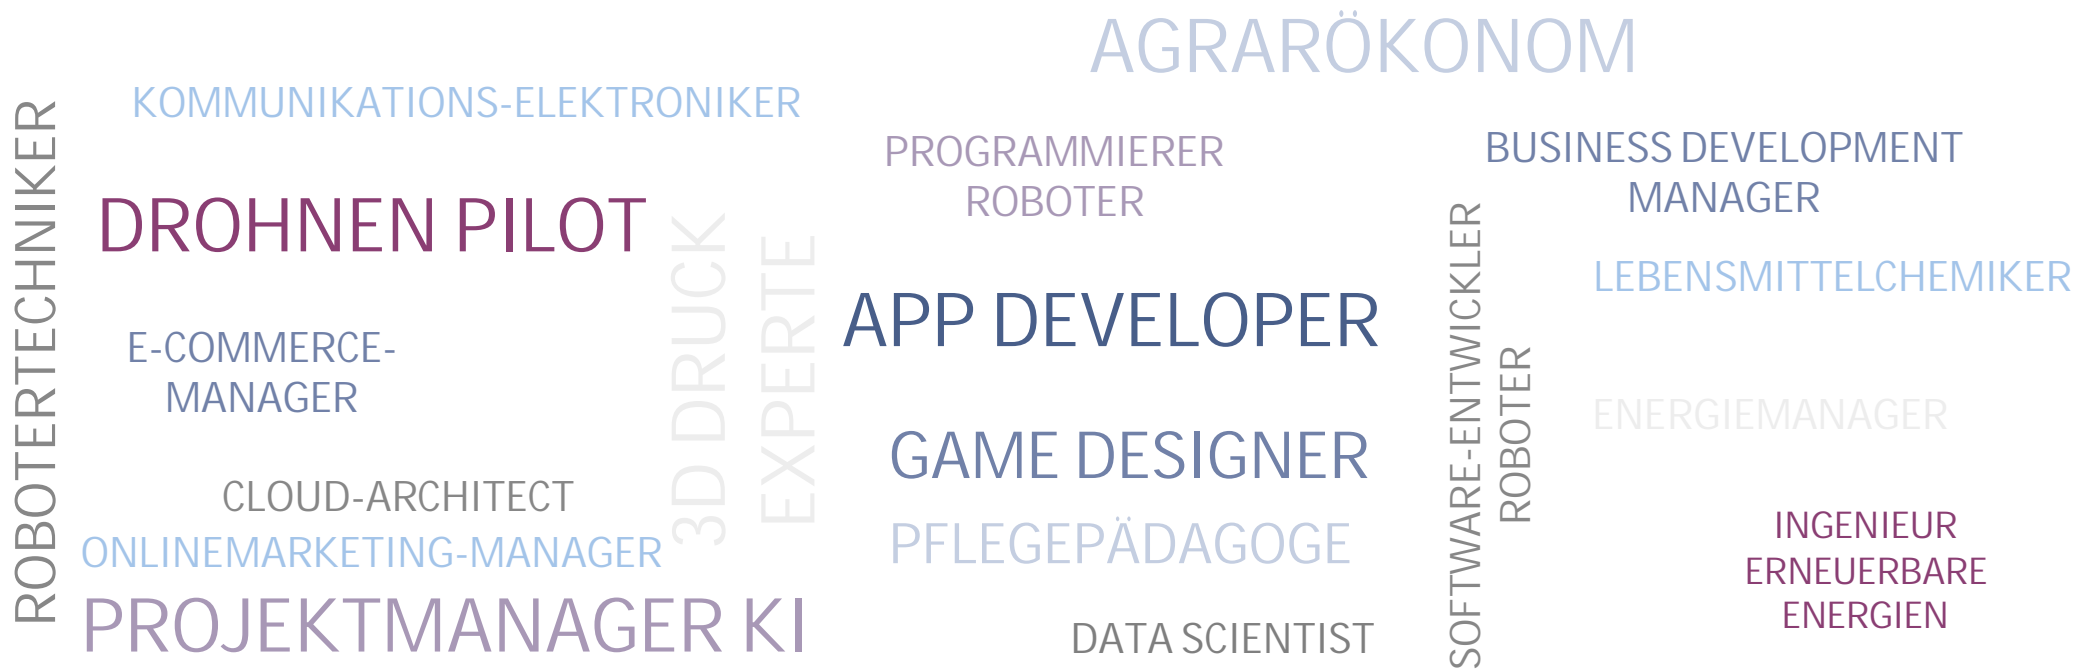 AGRARÖKONOM
KOMMUNIKATIONS-ELEKTRONIKER
ROBOTERTECHNIKER
PROGRAMMIERER
ROBOTER
BUSINESS DEVELOPMENT
MANAGER
DROHNEN PILOT
3D DRUCK
EXPERTE
SOFTWARE-ENTWICKLER
ROBOTER
LEBENSMITTELCHEMIKER
APP DEVELOPER
E-COMMERCE-
MANAGER
ENERGIEMANAGER
GAME DESIGNER
CLOUD-ARCHITECT
ONLINEMARKETING-MANAGER
PFLEGEPÄDAGOGE
INGENIEUR
ERNEUERBARE
ENERGIEN
PROJEKTMANAGER KI
DATA SCIENTIST